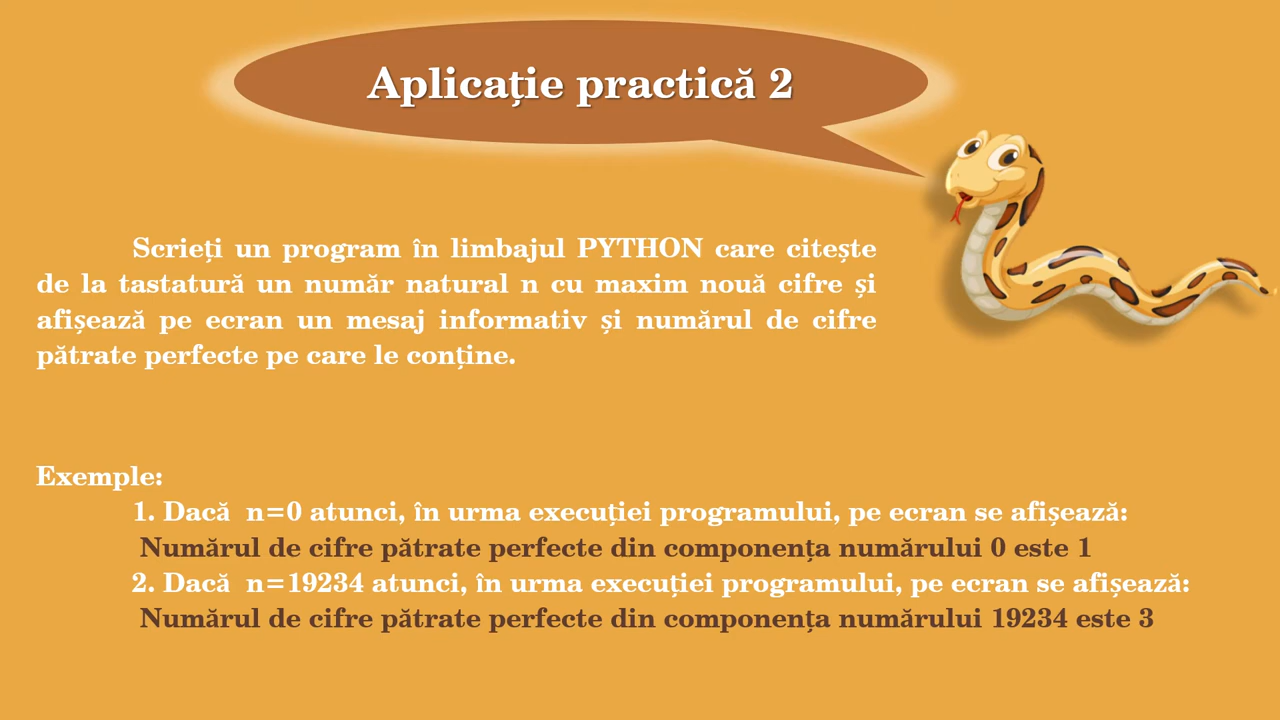 Aplicație practică 2
Scrieți un program în limbajul PYTHON care citește
de la tastatură un număr natural n cu maxim nouă cifre și
afișează pe ecran un mesaj informativ și numărul de cifre
pătrate perfecte pe care le conține.
Exemple:
1. Dacă n=0 atunci, în urma execuției programului, pe ecran se afișează:
Numărul de cifre pătrate perfecte din componența numărului 0 este 1
2. Dacă n=19234 atunci, în urma execuției programului, pe ecran se afișează:
Numărul de cifre pătrate perfecte din componența numărului 19234 este 3